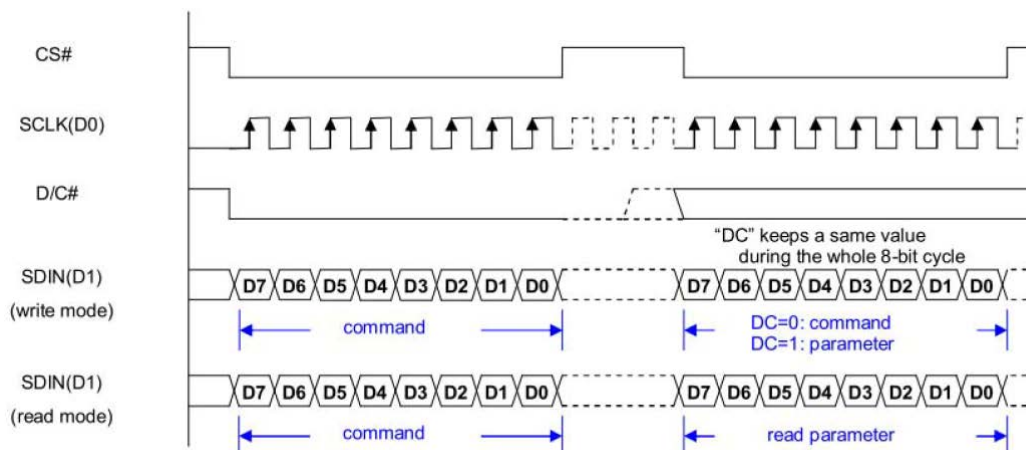 CS#
SCLK(D0)
D/C#
“DC” keeps a same value
during the whole 8-bit cycle
SDIN(D1)
(write mode)
D7 D6 D5 D4 D3 D2 D1 D0 D7 D6 D5 D4 D3 D2 D1 D0
command
DC=0: command
DC=1: parameter
SDIN(D1)
(read mode)
D7 D6 D5 D4 D3 D2 D1 D0 D7 D6 D5 D4 D3 D2 D1 D0
command read parameter